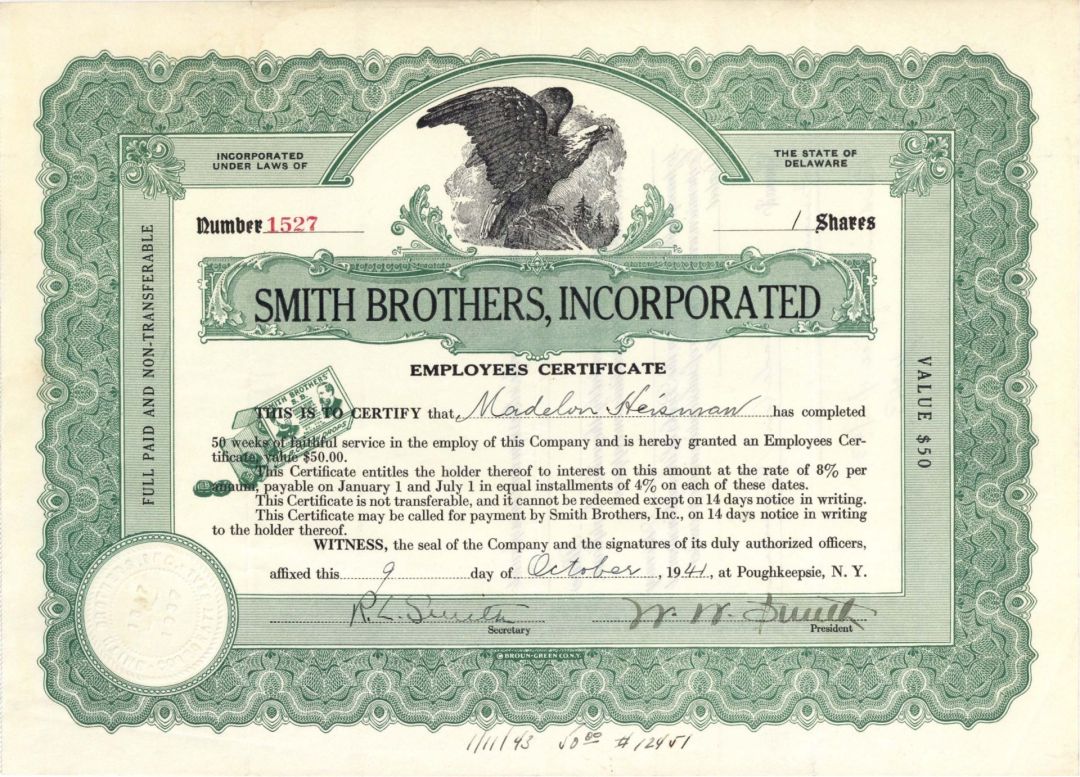 INCORPORATED
UNDER LAWS OF
THE STATE OF
DELAWARE
Number 1527
1 Shares
SMITH BROTHERS, INCORPORATED
EMPLOYEES CERTIFICATE
SMITH BROTHERS'
THIS IS TO CERTIFY that, Madelon Heisman has completed
50 weeks of faithful service in the employ of this Company and is hereby granted an Employees Cer-
tificate, value $50.00.
This Certificate entitles the holder thereof to interest on this amount at the rate of 8% per
annum, payable on January 1 and July 1 in equal installments of 4% on each of these dates.
This Certificate is not transferable, and it cannot be redeemed except on 14 days notice in writing.
This Certificate may be called for payment by Smith Brothers, Inc., on 14 days notice in writing
to the holder thereof.
WITNESS, the seal of the Company and the signatures of its duly authorized officers,
affixed this 9 day of October, 1941, at Poughkeepsie, N. Y.
R. L. Smith
Secretary
W. W. Smith
President
FULL PAID AND NON-TRANSFERABLE
VALUE $50
BROUN-GREEN CO. N.Y.
1/11/43 50 00 # 12451